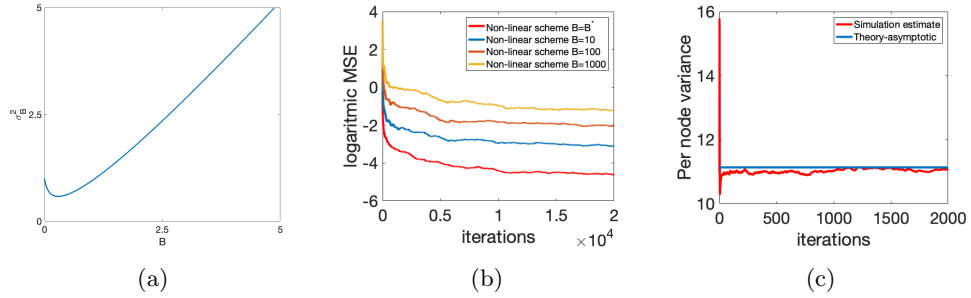 5
2.5
0
0
2.5
5
σ²_B
B
(a)
4
2
0
-2
-4
-6
0
0.5
1
1.5
2
× 10⁴
logaritmic MSE
iterations
Non-linear scheme B=B*
Non-linear scheme B=10
Non-linear scheme B=100
Non-linear scheme B=1000
(b)
16
14
12
10
0
500
1000
1500
2000
Per node variance
iterations
Simulation estimate
Theory-asymptotic
(c)